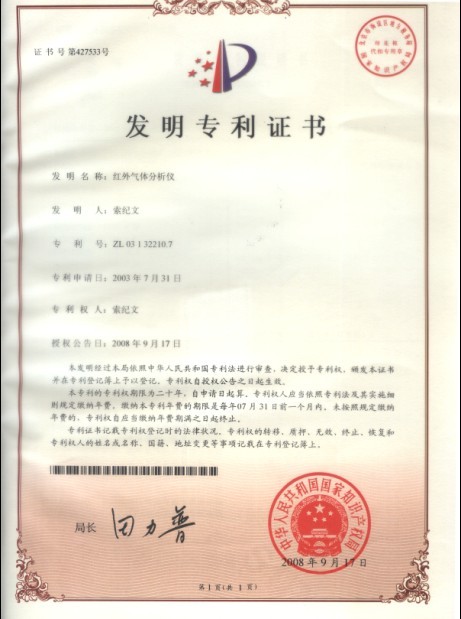 证书号第427533号
发明专利证书
发明名称：红外气体分析仪
发明人：索纪文
专利号：ZL 03 1 32210.7
专利申请日：2003年7月31日
专利权人：索纪文
授权公告日：2008年9月17日
本发明经过本局依照中华人民共和国专利法进行审查，决定授予专利权，颁发本证书
并在专利登记簿上予以登记。专利权自授权公告之日起生效。
本专利的专利权期限为二十年，自申请日起算。专利权人应当依照专利法及其实施细
则规定缴纳年费。缴纳本专利年费的期限是每年07月31日前一个月内。未按照规定缴纳
年费的，专利权自应当缴纳年费期满之日起终止。
专利证书记载专利权登记时的法律状况。专利权的转移、质押、无效、终止、恢复和
专利权人的姓名或名称、国籍、地址变更等事项记载在专利登记簿上。
局长 田力普
中华人民共和国国家知识产权局
2008年9月17日
第1页(共1页)